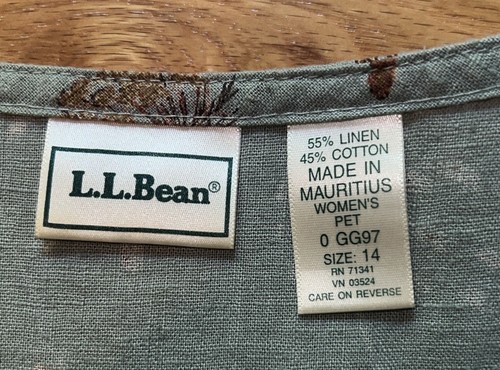 L.L.Bean®
55% LINEN
45% COTTON
MADE IN
MAURITIUS
WOMEN'S
PET
0 GG97
SIZE: 14
RN 71341
VN 03524
CARE ON REVERSE